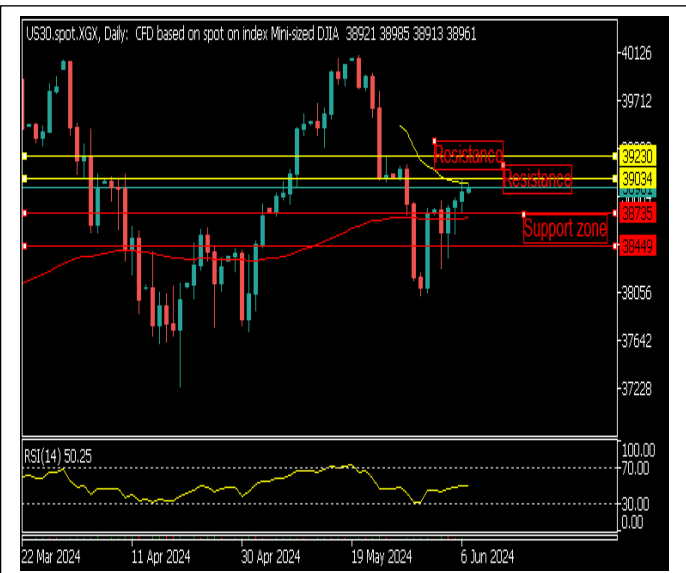 US30.spot.XGX, Daily: CFD based on spot on index Mini-sized DJIA 38921 38985 38913 38961
40126
39712
Resistance
39230
Resistance
39034
38961
38735
Support zone
38449
38056
37642
37228
RSI(14) 50.25
100.00
70.00
30.00
0.00
22 Mar 2024
11 Apr 2024
30 Apr 2024
19 May 2024
6 Jun 2024